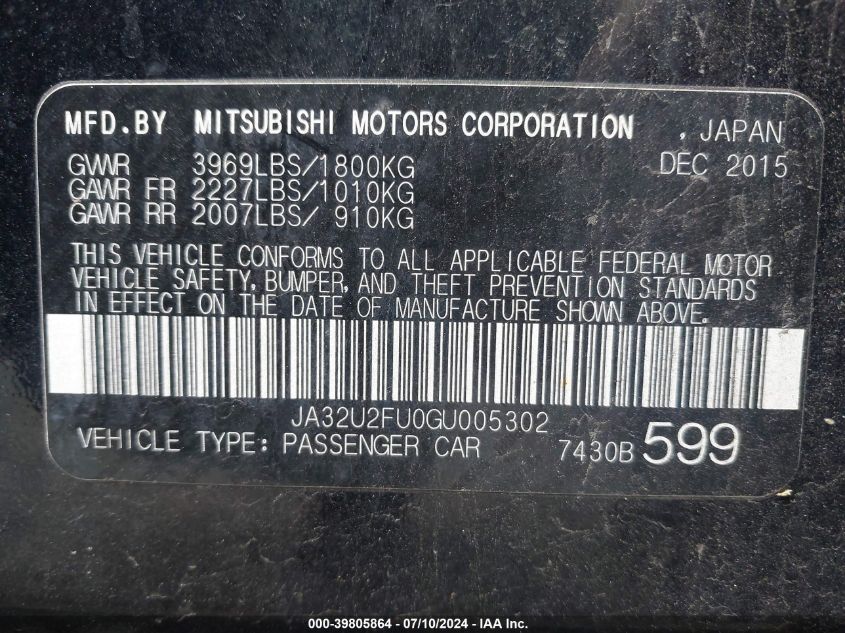 MFD.BY MITSUBISHI MOTORS CORPORATION , JAPAN
GVWR 3969LBS/1800KG DEC 2015
GAWR FR 2227LBS/1010KG
GAWR RR 2007LBS/ 910KG
THIS VEHICLE CONFORMS TO ALL APPLICABLE FEDERAL MOTOR
VEHICLE SAFETY, BUMPER, AND THEFT PREVENTION STANDARDS
IN EFFECT ON THE DATE OF MANUFACTURE SHOWN ABOVE.
JA32U2FU0GU005302
VEHICLE TYPE: PASSENGER CAR 7430B 599
000-39805864 - 07/10/2024 - IAA Inc.